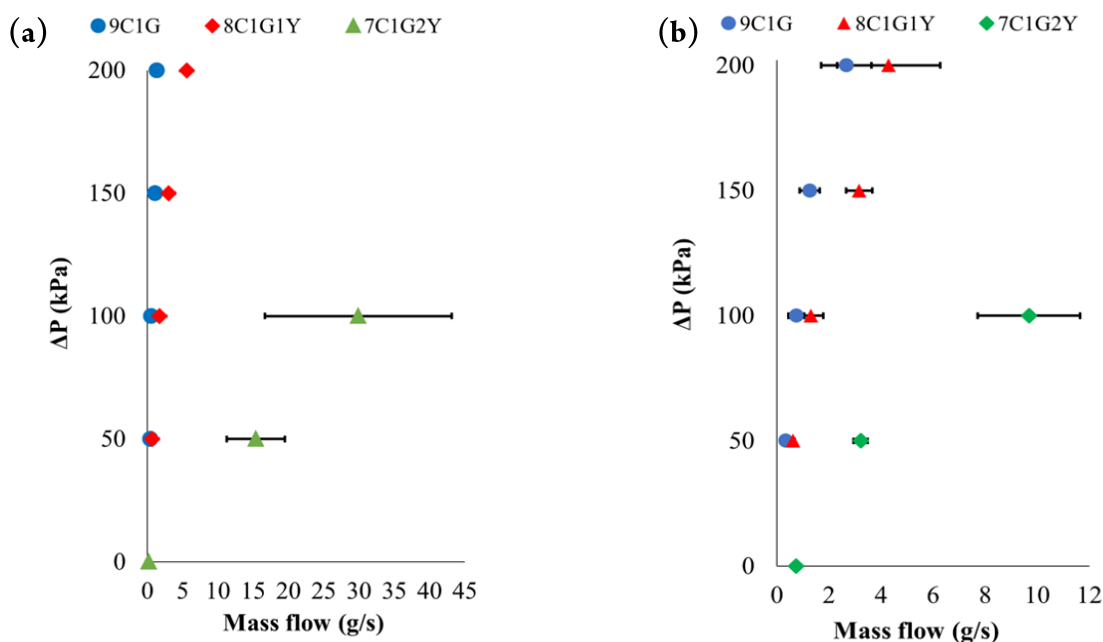 (a)
9C1G 8C1G1Y 7C1G2Y
200
150
100
50
0
ΔP (kPa)
0 5 10 15 20 25 30 35 40 45
Mass flow (g/s)
(b)
9C1G 8C1G1Y 7C1G2Y
200
150
100
50
0
ΔP (kPa)
0 2 4 6 8 10 12
Mass flow (g/s)